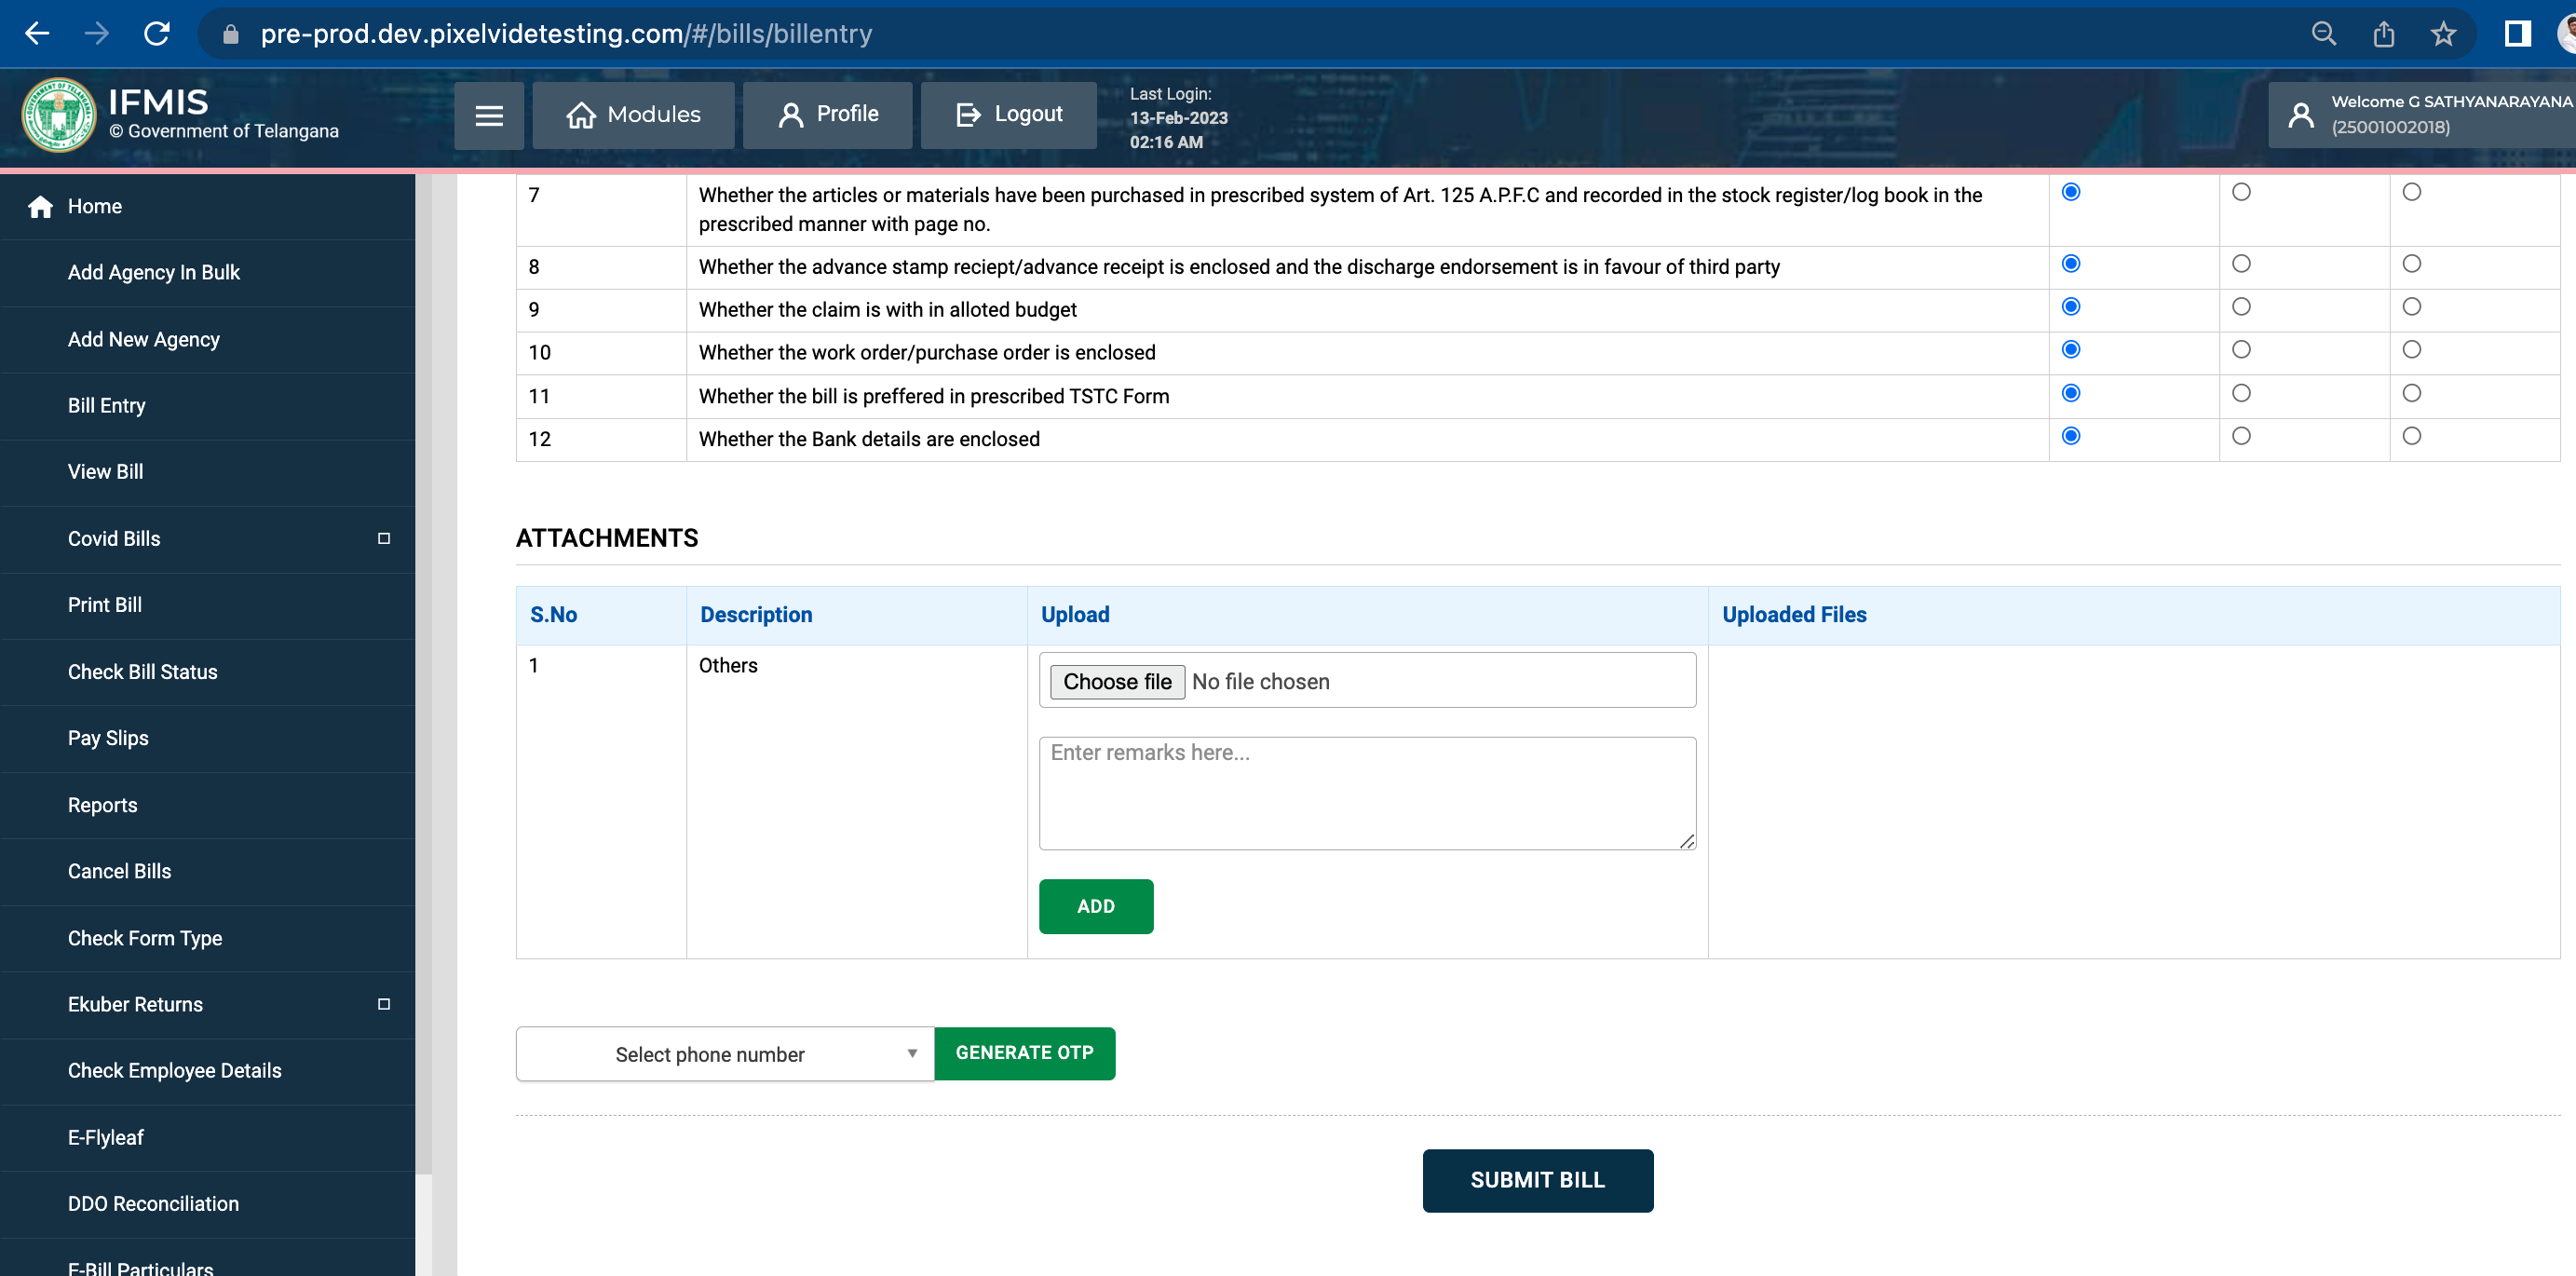 pre-prod.dev.pixelvidetesting.com/#/bills/billentry
IFMIS
© Government of Telangana
Modules
Profile
Logout
Last Login:
13-Feb-2023
02:16 AM
Welcome G SATHYANARAYANA
(25001002018)
Home
Add Agency In Bulk
Add New Agency
Bill Entry
View Bill
Covid Bills
Print Bill
Check Bill Status
Pay Slips
Reports
Cancel Bills
Check Form Type
Ekuber Returns
Check Employee Details
E-Flyleaf
DDO Reconciliation
E-Bill Particulars
7 Whether the articles or materials have been purchased in prescribed system of Art. 125 A.P.F.C and recorded in the stock register/log book in the
prescribed manner with page no.
8 Whether the advance stamp reciept/advance receipt is enclosed and the discharge endorsement is in favour of third party
9 Whether the claim is with in alloted budget
10 Whether the work order/purchase order is enclosed
11 Whether the bill is preffered in prescribed TSTC Form
12 Whether the Bank details are enclosed
ATTACHMENTS
S.No Description Upload Uploaded Files
1 Others Choose file No file chosen
Enter remarks here...
ADD
Select phone number GENERATE OTP
SUBMIT BILL